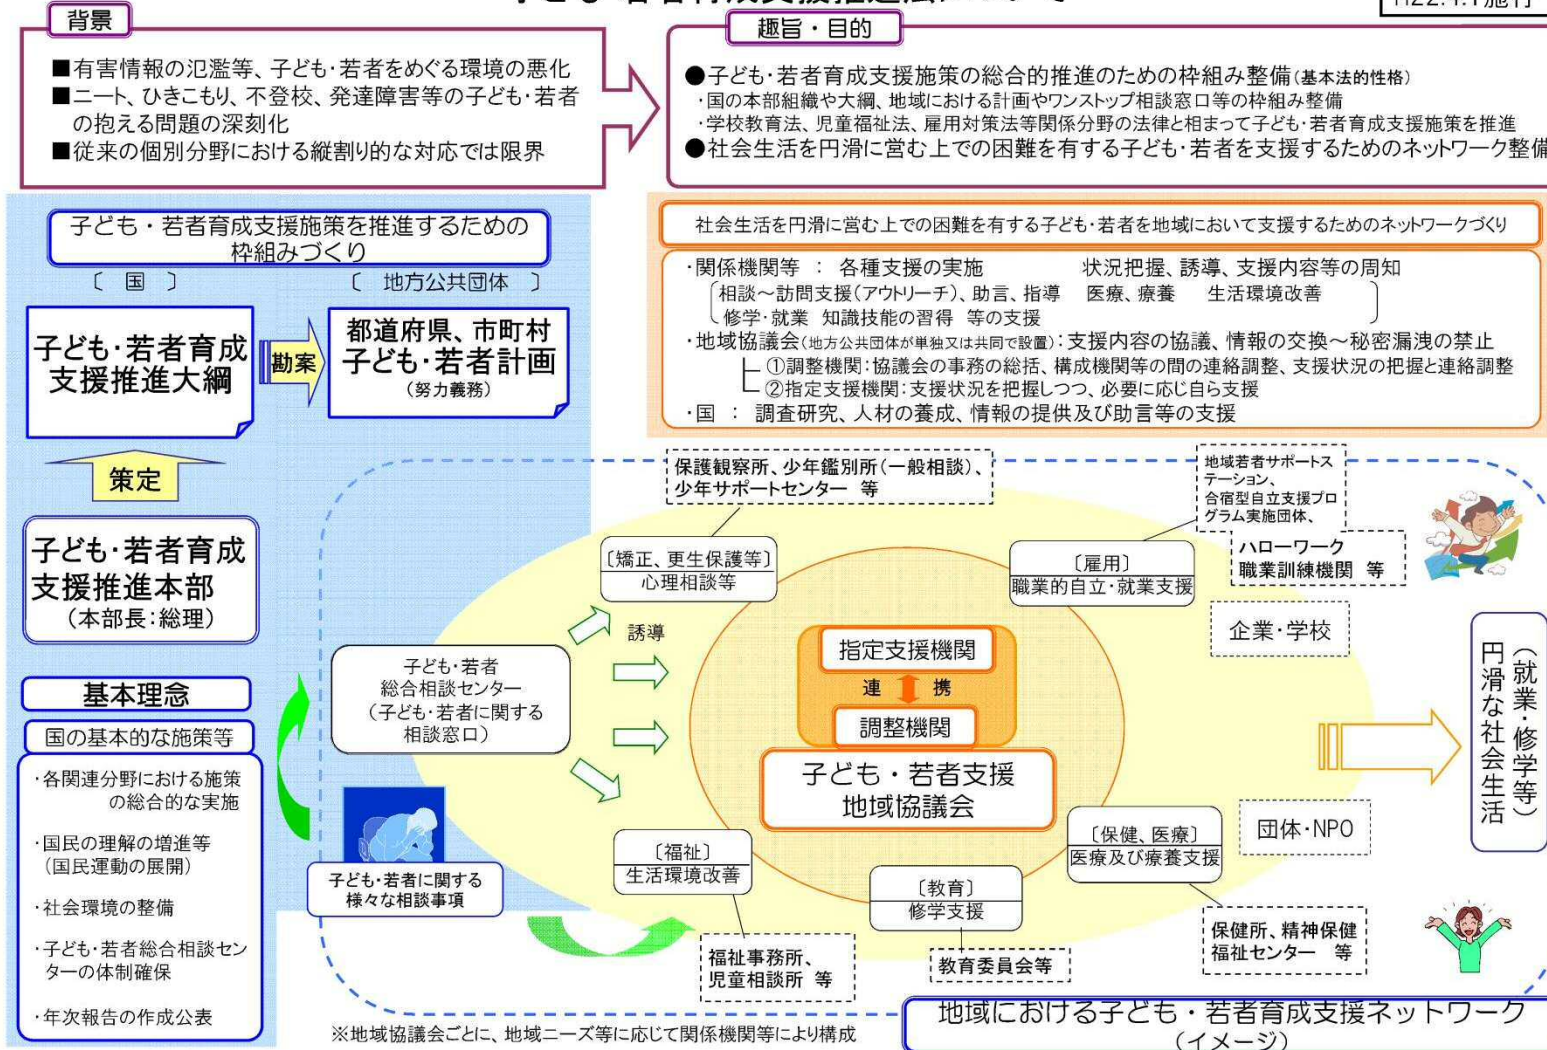 子ども・若者育成支援推進法について
H22.4.1施行
背景
■有害情報の氾濫等、子ども・若者をめぐる環境の悪化
■ニート、ひきこもり、不登校、発達障害等の子ども・若者
の抱える問題の深刻化
■従来の個別分野における縦割り的な対応では限界
趣旨・目的
●子ども・若者育成支援施策の総合的推進のための枠組み整備(基本法的性格)
・国の本部組織や大綱、地域における計画やワンストップ相談窓口等の枠組み整備
・学校教育法、児童福祉法、雇用対策法等関係分野の法律と相まって子ども・若者育成支援施策を推進
●社会生活を円滑に営む上での困難を有する子ども・若者を支援するためのネットワーク整備
子ども・若者育成支援施策を推進するための
枠組みづくり
〔 国 〕
〔 地方公共団体 〕
子ども・若者育成
支援推進大綱
勘案
都道府県、市町村
子ども・若者計画
(努力義務)
策定
子ども・若者育成
支援推進本部
(本部長:総理)
基本理念
国の基本的な施策等
・各関連分野における施策
の総合的な実施
・国民の理解の増進等
(国民運動の展開)
・社会環境の整備
・子ども・若者総合相談セン
ターの体制確保
・年次報告の作成公表
社会生活を円滑に営む上での困難を有する子ども・若者を地域において支援するためのネットワークづくり
・関係機関等 : 各種支援の実施 状況把握、誘導、支援内容等の周知
相談~訪問支援(アウトリーチ)、助言、指導 医療、療養 生活環境改善
修学・就業 知識技能の習得 等の支援
・地域協議会(地方公共団体が単独又は共同で設置):支援内容の協議、情報の交換~秘密漏洩の禁止
①調整機関:協議会の事務の総括、構成機関等の間の連絡調整、支援状況の把握と連絡調整
②指定支援機関:支援状況を把握しつつ、必要に応じ自ら支援
・国 : 調査研究、人材の養成、情報の提供及び助言等の支援
保護観察所、少年鑑別所(一般相談)、
少年サポートセンター 等
地域若者サポートス
テーション、
合宿型自立支援プロ
グラム実施団体、
ハローワーク
職業訓練機関 等
〔矯正、更生保護等〕
心理相談等
〔雇用〕
職業的自立・就業支援
企業・学校
誘導
子ども・若者
総合相談センター
(子ども・若者に関する
相談窓口)
指定支援機関
連携
調整機関
子ども・若者支援
地域協議会
(就業・修学等)
円滑な社会生活
団体・NPO
〔保健、医療〕
医療及び療養支援
〔福祉〕
生活環境改善
〔教育〕
修学支援
子ども・若者に関する
様々な相談事項
福祉事務所、
児童相談所 等
教育委員会等
保健所、精神保健
福祉センター 等
※地域協議会ごとに、地域ニーズ等に応じて関係機関等により構成
地域における子ども・若者育成支援ネットワーク
(イメージ)